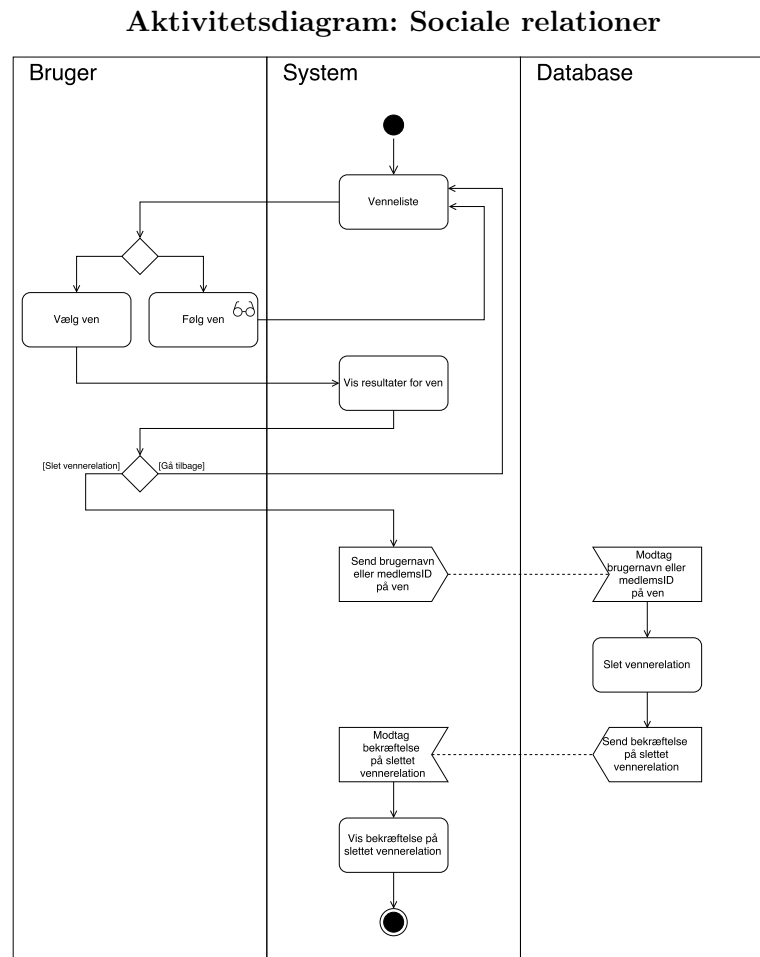 Aktivitetsdiagram: Sociale relationer
Bruger
System
Database
Venneliste
Vælg ven
Følg ven
Vis resultater for ven
[Slet vennerelation]
[Gå tilbage]
Send brugernavn
eller medlemsID
på ven
Modtag
brugernavn eller
medlemsID
på ven
Slet vennerelation
Modtag
bekræftelse
på slettet
vennerelation
Send bekræftelse
på slettet
vennerelation
Vis bekræftelse på
slettet vennerelation